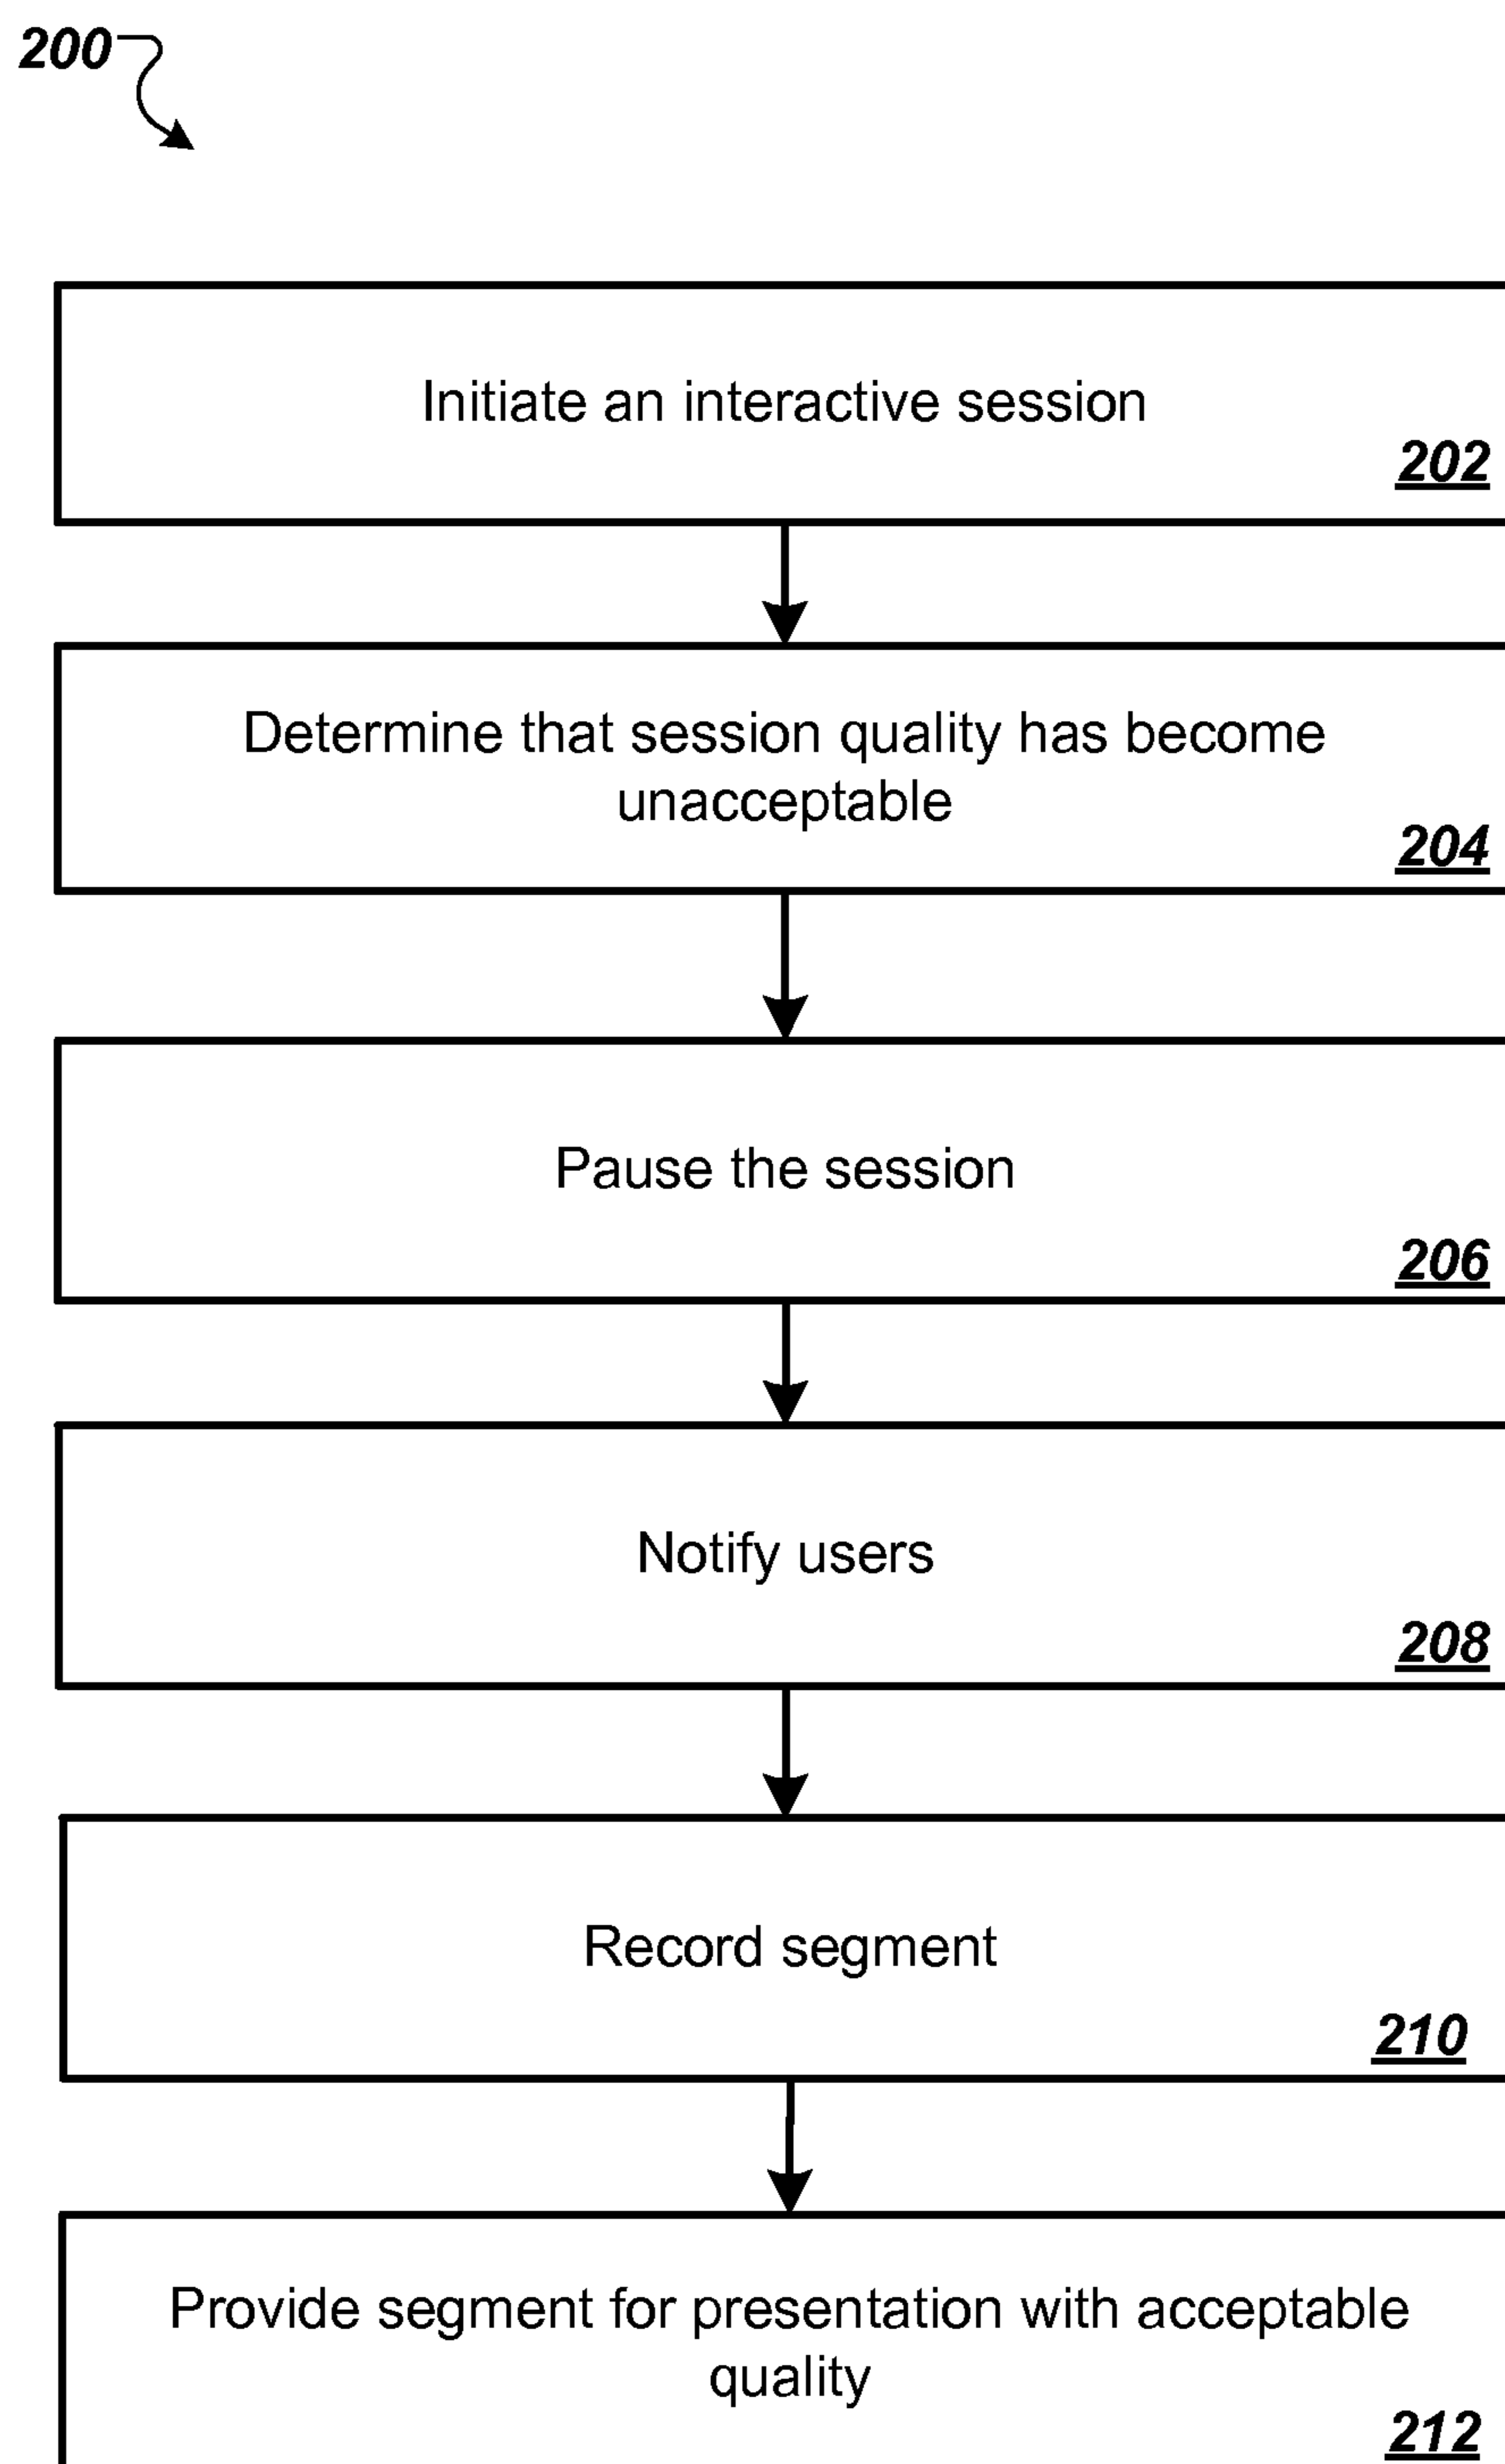 200
Initiate an interactive session
202
Determine that session quality has become
unacceptable
204
Pause the session
206
Notify users
208
Record segment
210
Provide segment for presentation with acceptable
quality
212